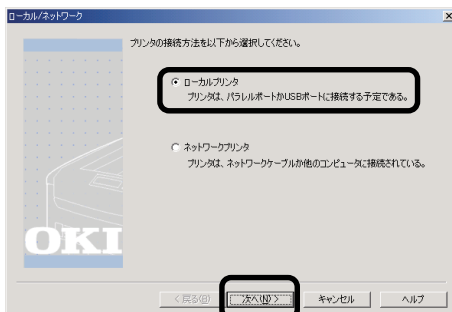 ローカル/ネットワーク
プリンタの接続方法を以下から選択してください。
ローカルプリンタ
プリンタは、パラレルポートかUSBポートに接続する予定である。
ネットワークプリンタ
プリンタは、ネットワークケーブルか他のコンピュータに接続されている。
OKI
< 戻る(B) 次へ(N) > キャンセル ヘルプ